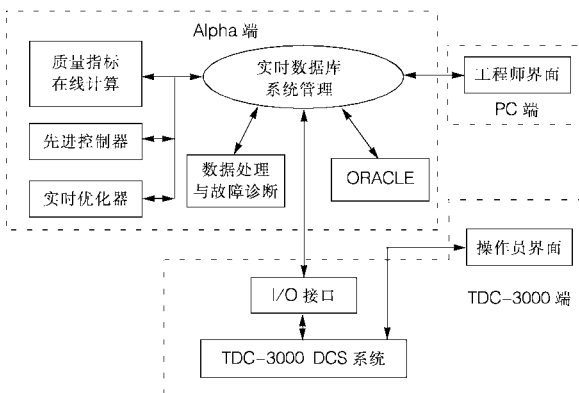 Alpha 端
质量指标
在线计算
实时数据库
系统管理
工程师界面
PC 端
先进控制器
数据处理
与故障诊断
ORACLE
实时优化器
操作员界面
I/O 接口
TDC-3000 端
TDC-3000 DCS 系统